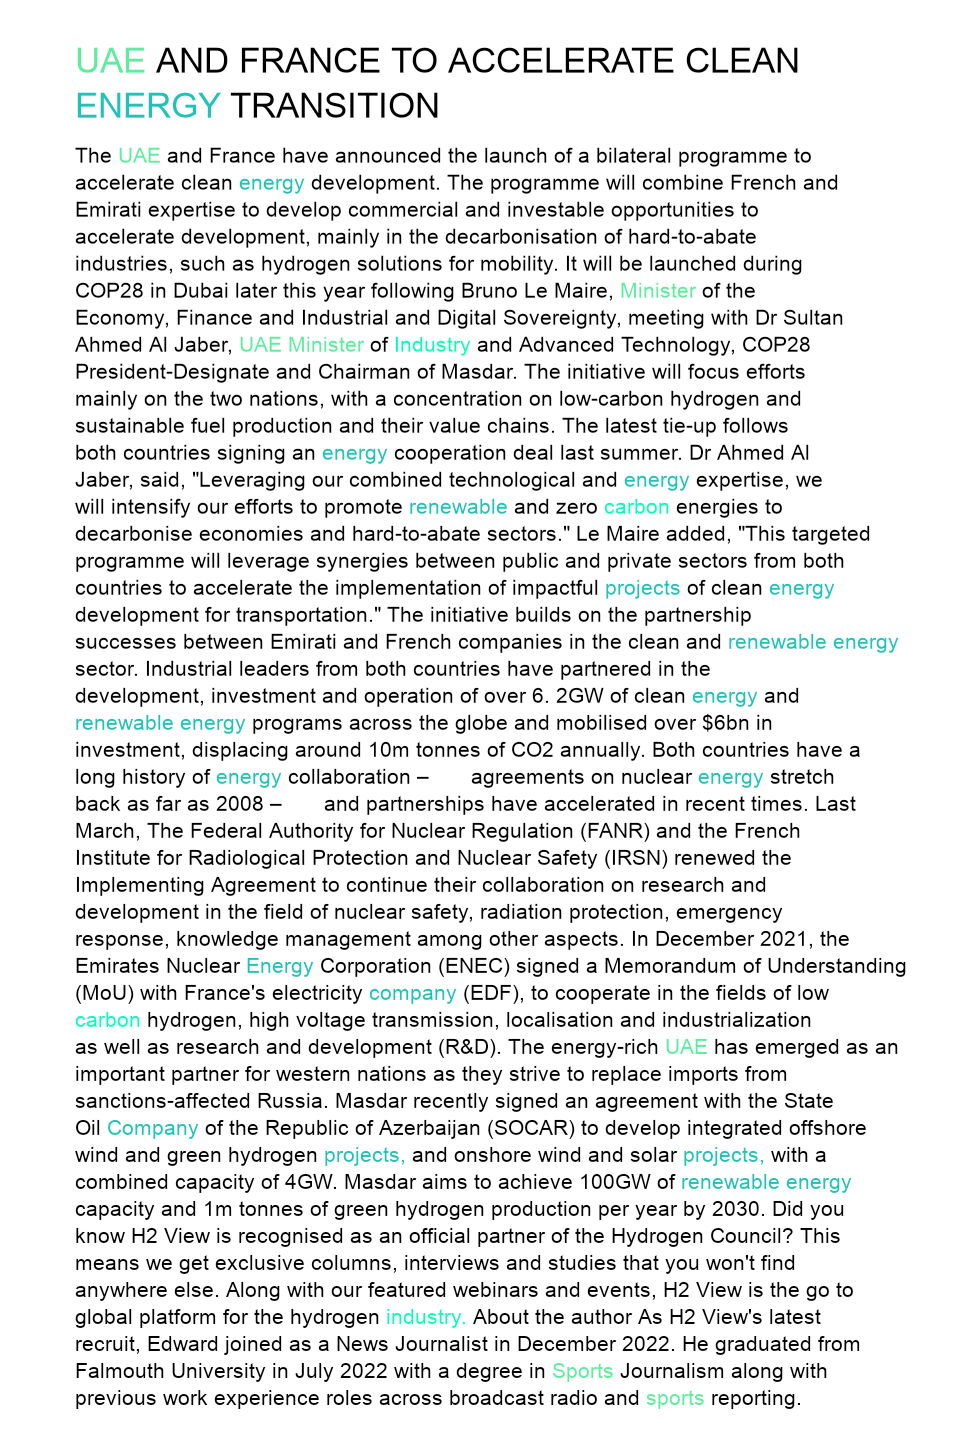 UAE AND FRANCE TO ACCELERATE CLEAN
ENERGY TRANSITION
The UAE and France have announced the launch of a bilateral programme to
accelerate clean energy development. The programme will combine French and
Emirati expertise to develop commercial and investable opportunities to
accelerate development, mainly in the decarbonisation of hard-to-abate
industries, such as hydrogen solutions for mobility. It will be launched during
COP28 in Dubai later this year following Bruno Le Maire, Minister of the
Economy, Finance and Industrial and Digital Sovereignty, meeting with Dr Sultan
Ahmed Al Jaber, UAE Minister of Industry and Advanced Technology, COP28
President-Designate and Chairman of Masdar. The initiative will focus efforts
mainly on the two nations, with a concentration on low-carbon hydrogen and
sustainable fuel production and their value chains. The latest tie-up follows
both countries signing an energy cooperation deal last summer. Dr Ahmed Al
Jaber, said, "Leveraging our combined technological and energy expertise, we
will intensify our efforts to promote renewable and zero carbon energies to
decarbonise economies and hard-to-abate sectors." Le Maire added, "This targeted
programme will leverage synergies between public and private sectors from both
countries to accelerate the implementation of impactful projects of clean energy
development for transportation." The initiative builds on the partnership
successes between Emirati and French companies in the clean and renewable energy
sector. Industrial leaders from both countries have partnered in the
development, investment and operation of over 6. 2GW of clean energy and
renewable energy programs across the globe and mobilised over $6bn in
investment, displacing around 10m tonnes of CO2 annually. Both countries have a
long history of energy collaboration – agreements on nuclear energy stretch
back as far as 2008 – and partnerships have accelerated in recent times. Last
March, The Federal Authority for Nuclear Regulation (FANR) and the French
Institute for Radiological Protection and Nuclear Safety (IRSN) renewed the
Implementing Agreement to continue their collaboration on research and
development in the field of nuclear safety, radiation protection, emergency
response, knowledge management among other aspects. In December 2021, the
Emirates Nuclear Energy Corporation (ENEC) signed a Memorandum of Understanding
(MoU) with France's electricity company (EDF), to cooperate in the fields of low
carbon hydrogen, high voltage transmission, localisation and industrialization
as well as research and development (R&D). The energy-rich UAE has emerged as an
important partner for western nations as they strive to replace imports from
sanctions-affected Russia. Masdar recently signed an agreement with the State
Oil Company of the Republic of Azerbaijan (SOCAR) to develop integrated offshore
wind and green hydrogen projects, and onshore wind and solar projects, with a
combined capacity of 4GW. Masdar aims to achieve 100GW of renewable energy
capacity and 1m tonnes of green hydrogen production per year by 2030. Did you
know H2 View is recognised as an official partner of the Hydrogen Council? This
means we get exclusive columns, interviews and studies that you won't find
anywhere else. Along with our featured webinars and events, H2 View is the go to
global platform for the hydrogen industry. About the author As H2 View's latest
recruit, Edward joined as a News Journalist in December 2022. He graduated from
Falmouth University in July 2022 with a degree in Sports Journalism along with
previous work experience roles across broadcast radio and sports reporting.